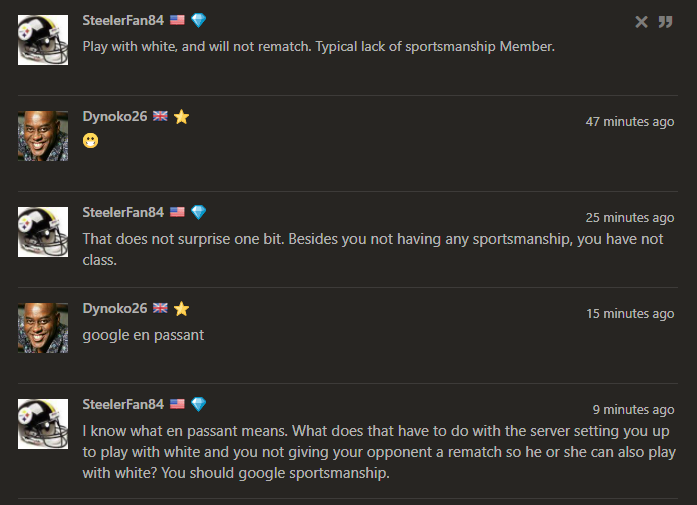 SteelerFan84
Play with white, and will not rematch. Typical lack of sportsmanship Member.
Dynoko26
47 minutes ago
SteelerFan84
25 minutes ago
That does not surprise one bit. Besides you not having any sportsmanship, you have not
class.
Dynoko26
15 minutes ago
google en passant
SteelerFan84
9 minutes ago
I know what en passant means. What does that have to do with the server setting you up
to play with white and you not giving your opponent a rematch so he or she can also play
with white? You should google sportsmanship.